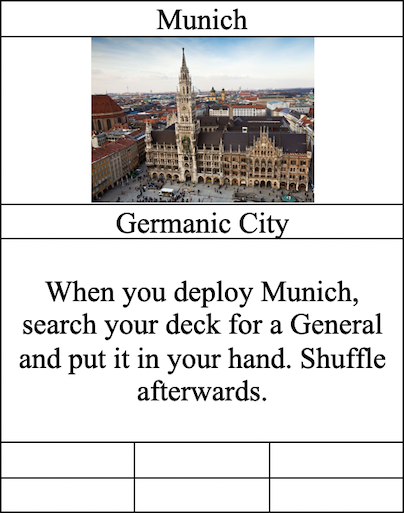 Munich
Germanic City
When you deploy Munich,
search your deck for a General
and put it in your hand. Shuffle
afterwards.